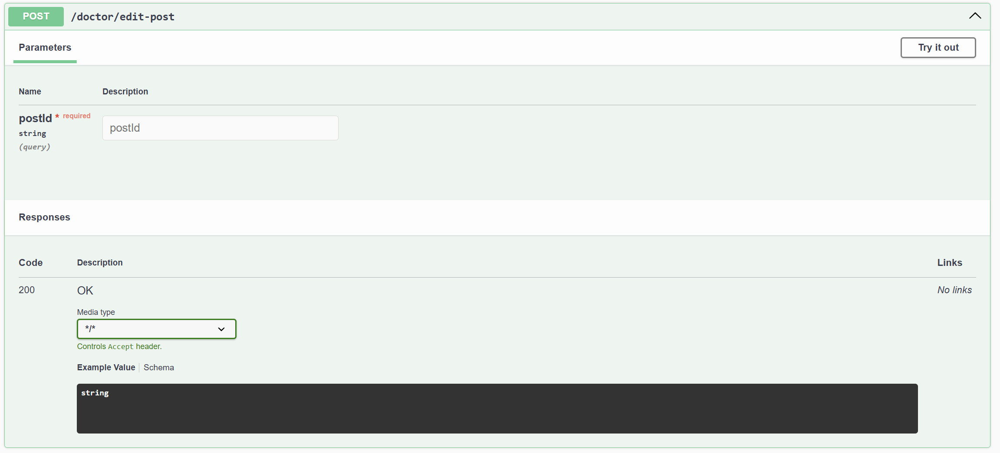 POST /doctor/edit-post
Parameters
Try it out
Name Description
postId * required
string
(query)
postId
Responses
Code Description Links
200 OK No links
Media type
*/*
Controls Accept header.
Example Value Schema
string